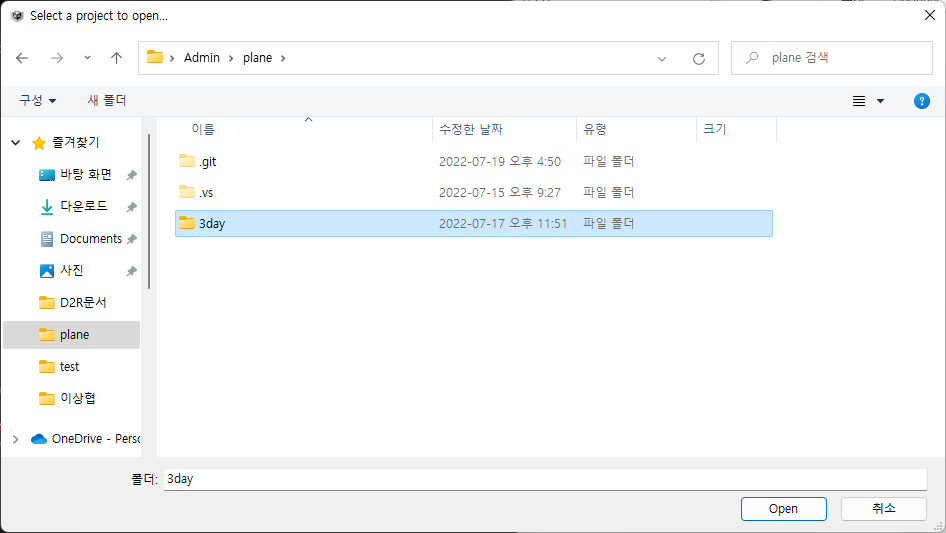 Select a project to open...
Admin > plane >
plane 검색
구성
새 폴더
?
이름 수정한 날짜 유형 크기
.git 2022-07-19 오후 4:50 파일 폴더
.vs 2022-07-15 오후 9:27 파일 폴더
3day 2022-07-17 오후 11:51 파일 폴더
즐겨찾기
바탕 화면
다운로드
Documents
사진
D2R문서
plane
test
이상협
OneDrive - Perso
폴더: 3day
Open 취소